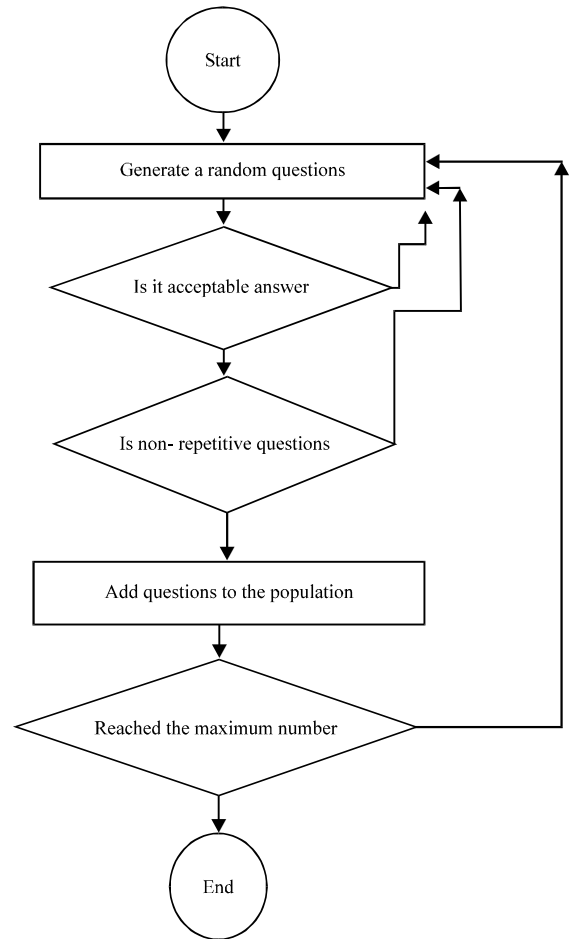 Start
Generate a random questions
Is it acceptable answer
Is non- repetitive questions
Add questions to the population
Reached the maximum number
End